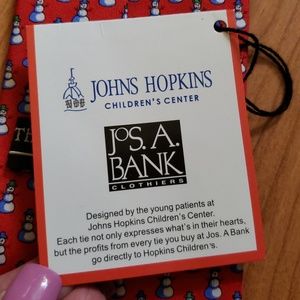 JOHNS HOPKINS
CHILDREN'S CENTER
JOS. A.
BANK
CLOTHIERS
Designed by the young patients at
Johns Hopkins Children's Center.
Each tie not only expresses what's in their hearts,
but the profits from every tie you buy at Jos. A Bank
go directly to Hopkins Children's.